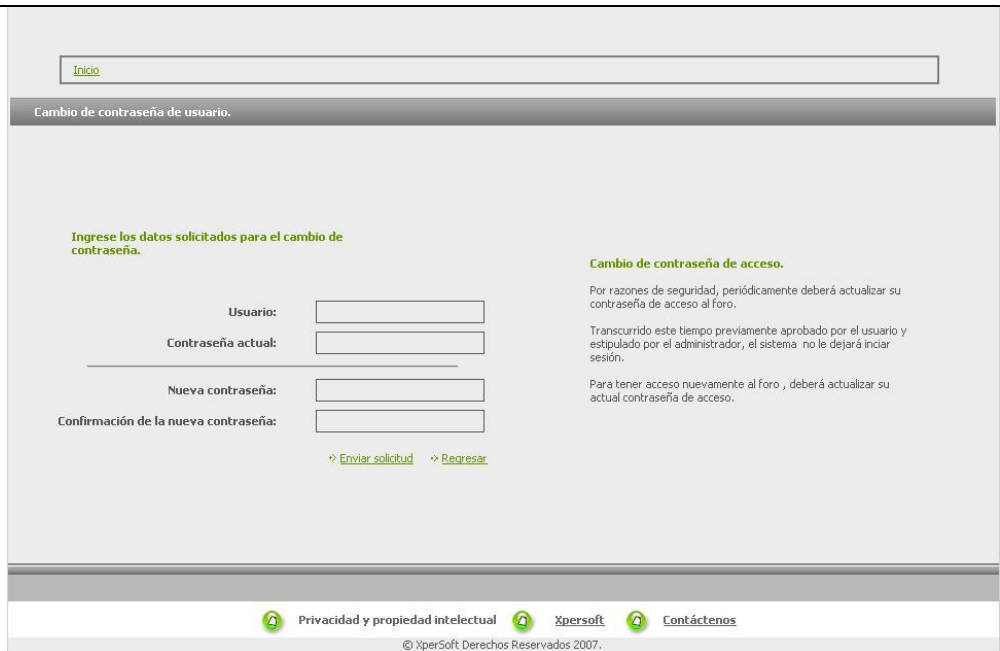 Inicio
Cambio de contraseña de usuario.
Ingrese los datos solicitados para el cambio de
contraseña.
Usuario:
Contraseña actual:
Nueva contraseña:
Confirmación de la nueva contraseña:
Enviar solicitud Regresar
Cambio de contraseña de acceso.
Por razones de seguridad, periódicamente deberá actualizar su
contraseña de acceso al foro.
Transcurrido este tiempo previamente aprobado por el usuario y
estipulado por el administrador, el sistema no le dejará inciar
sesión.
Para tener acceso nuevamente al foro , deberá actualizar su
actual contraseña de acceso.
Privacidad y propiedad intelectual Xpersoft Contáctenos
© XperSoft Derechos Reservados 2007.